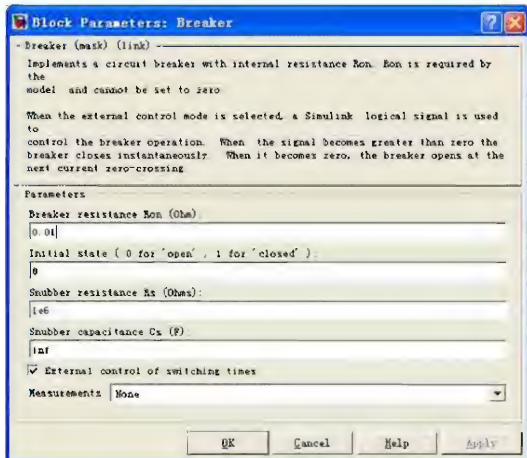 Block Parameters: Breaker
Breaker (mask) (link)
Implements a circuit breaker with internal resistance Ron. Ron is required by
the
model and cannot be set to zero
When the external control mode is selected, a Simulink logical signal is used
to
control the breaker operation. When the signal becomes greater than zero the
breaker closes instantaneously. When it becomes zero, the breaker opens at the
next current zero-crossing
Parameters
Breaker resistance Ron (Ohm):
0.01
Initial state ( 0 for 'open' , 1 for 'closed' ):
0
Snubber resistance Rs (Ohms):
1e6
Snubber capacitance Cs (F):
inf
External control of switching times
Measurements None
OK Cancel Help Apply